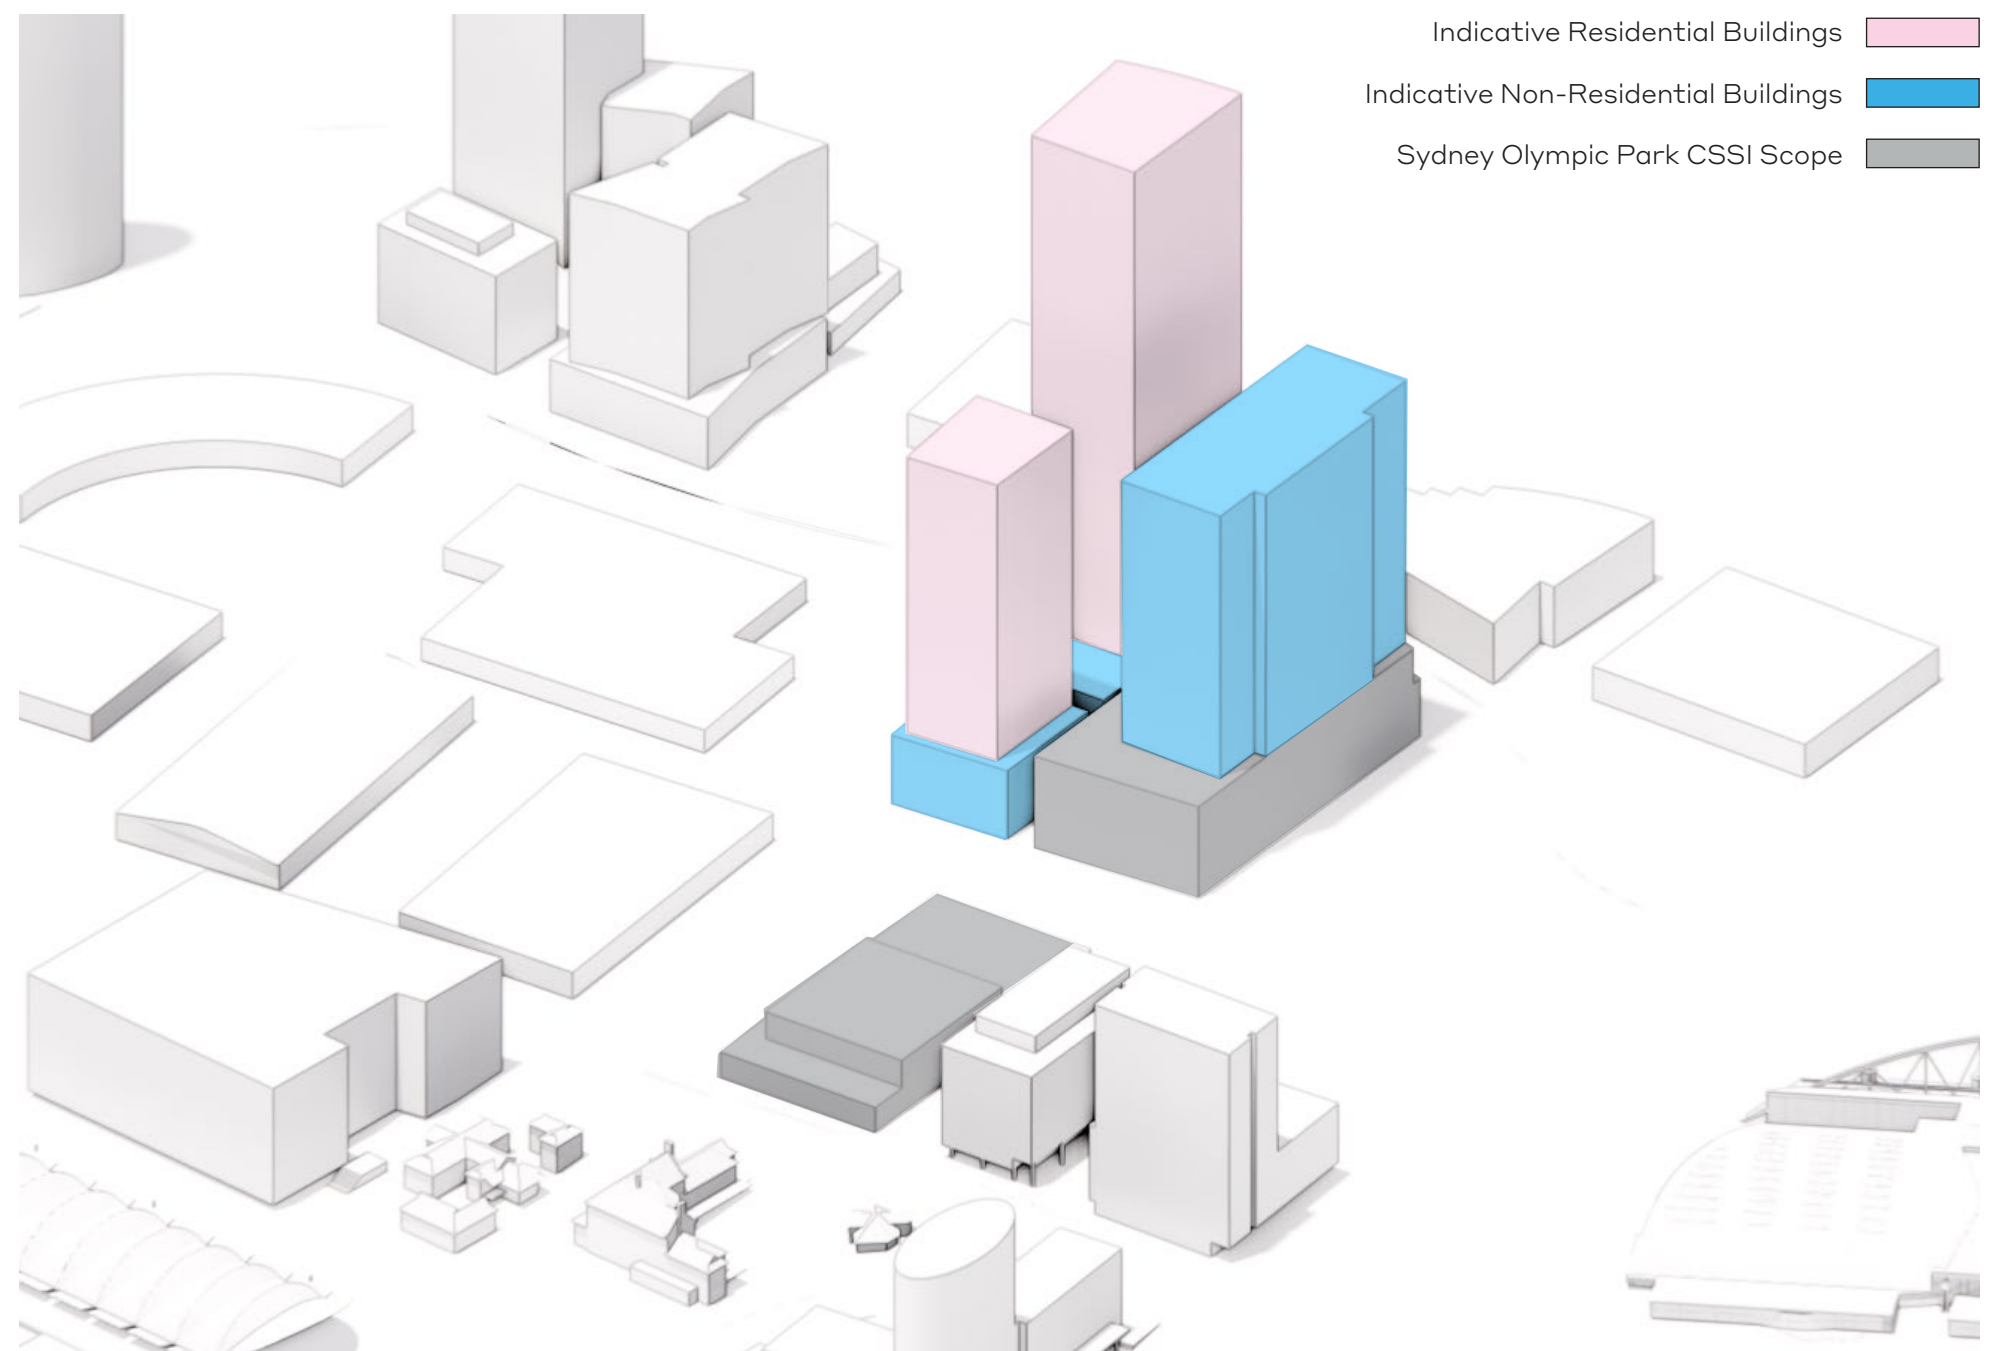 Indicative Residential Buildings
Indicative Non-Residential Buildings
Sydney Olympic Park CSSI Scope